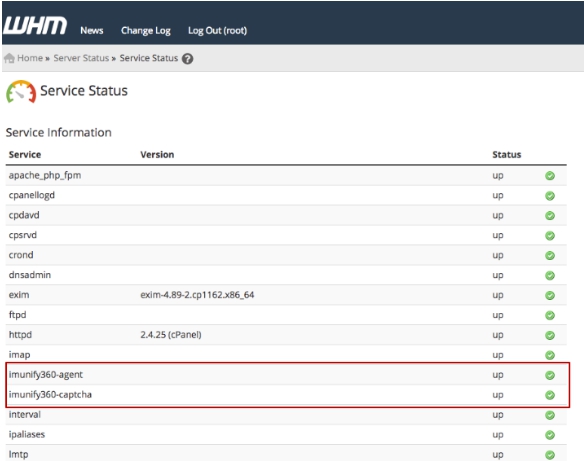 WHM News Change Log Log Out (root)
Home » Server Status » Service Status ?
Service Status
Service Information
Service Version Status
apache_php_fpm up
cpanellogd up
cpdavd up
cpsrvd up
crond up
dnsadmin up
exim exim-4.89-2.cp1162.x86_64 up
ftpd up
httpd 2.4.25 (cPanel) up
imap up
imunify360-agent up
imunify360-captcha up
interval up
ipaliases up
lmtp up